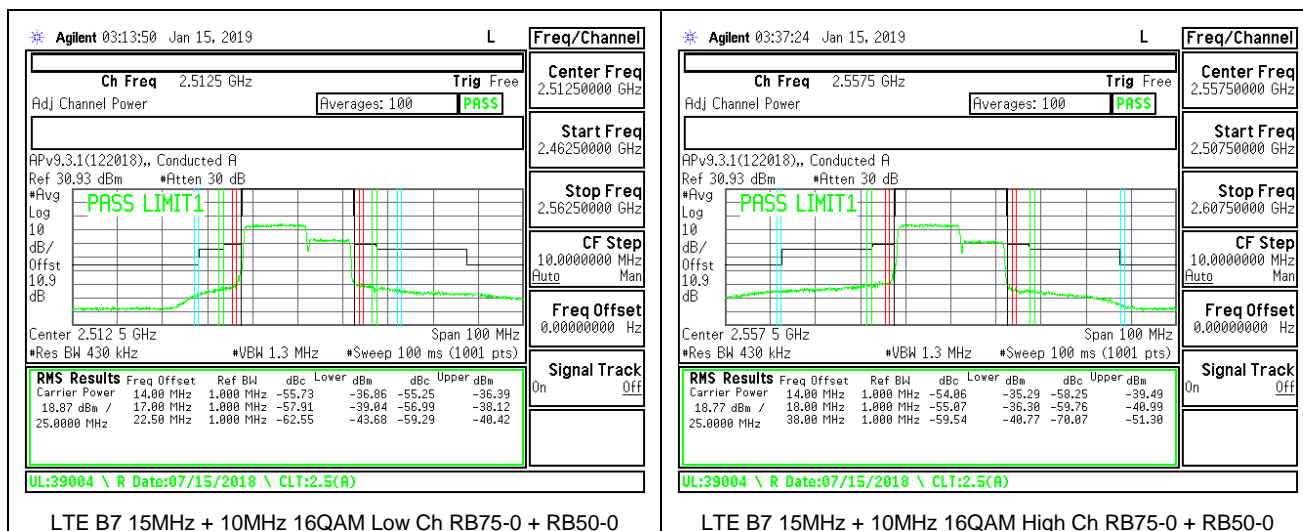 Agilent 03:13:50 Jan 15, 2019 L Freq/Channel
Ch Freq 2.5125 GHz Trig Free
Adj Channel Power Averages: 100 PASS
Center Freq
2.51250000 GHz
Start Freq
2.46250000 GHz
APv9.3.1(122018),, Conducted A
Ref 30.93 dBm #Atten 30 dB
#Avg
Log
10
dB/
Offst
10.9
dB
PASS LIMIT1
Stop Freq
2.56250000 GHz
CF Step
10.0000000 MHz
Auto Man
Freq Offset
0.00000000 Hz
Center 2.512 5 GHz Span 100 MHz
#Res BW 430 kHz #VBW 1.3 MHz #Sweep 100 ms (1001 pts)
Signal Track
On Off
RMS Results Freq Offset Ref BW dBc Lower dBm dBc Upper dBm
Carrier Power 14.00 MHz 1.000 MHz -55.73 -36.86 -55.25 -36.39
18.87 dBm / 17.00 MHz 1.000 MHz -57.91 -39.04 -56.99 -38.12
25.0000 MHz 22.50 MHz 1.000 MHz -62.55 -43.68 -59.29 -40.42
UL:39004 \ R Date:07/15/2018 \ CLT:2.5(A)
LTE B7 15MHz + 10MHz 16QAM Low Ch RB75-0 + RB50-0
Agilent 03:37:24 Jan 15, 2019 L Freq/Channel
Ch Freq 2.5575 GHz Trig Free
Adj Channel Power Averages: 100 PASS
Center Freq
2.55750000 GHz
Start Freq
2.50750000 GHz
APv9.3.1(122018),, Conducted A
Ref 30.93 dBm #Atten 30 dB
#Avg
Log
10
dB/
Offst
10.9
dB
PASS LIMIT1
Stop Freq
2.60750000 GHz
CF Step
10.0000000 MHz
Auto Man
Freq Offset
0.00000000 Hz
Center 2.557 5 GHz Span 100 MHz
#Res BW 430 kHz #VBW 1.3 MHz #Sweep 100 ms (1001 pts)
Signal Track
On Off
RMS Results Freq Offset Ref BW dBc Lower dBm dBc Upper dBm
Carrier Power 14.00 MHz 1.000 MHz -54.06 -35.29 -58.25 -39.49
18.77 dBm / 18.00 MHz 1.000 MHz -55.07 -36.30 -59.76 -40.99
25.0000 MHz 38.00 MHz 1.000 MHz -59.54 -40.77 -70.07 -51.30
UL:39004 \ R Date:07/15/2018 \ CLT:2.5(A)
LTE B7 15MHz + 10MHz 16QAM High Ch RB75-0 + RB50-0